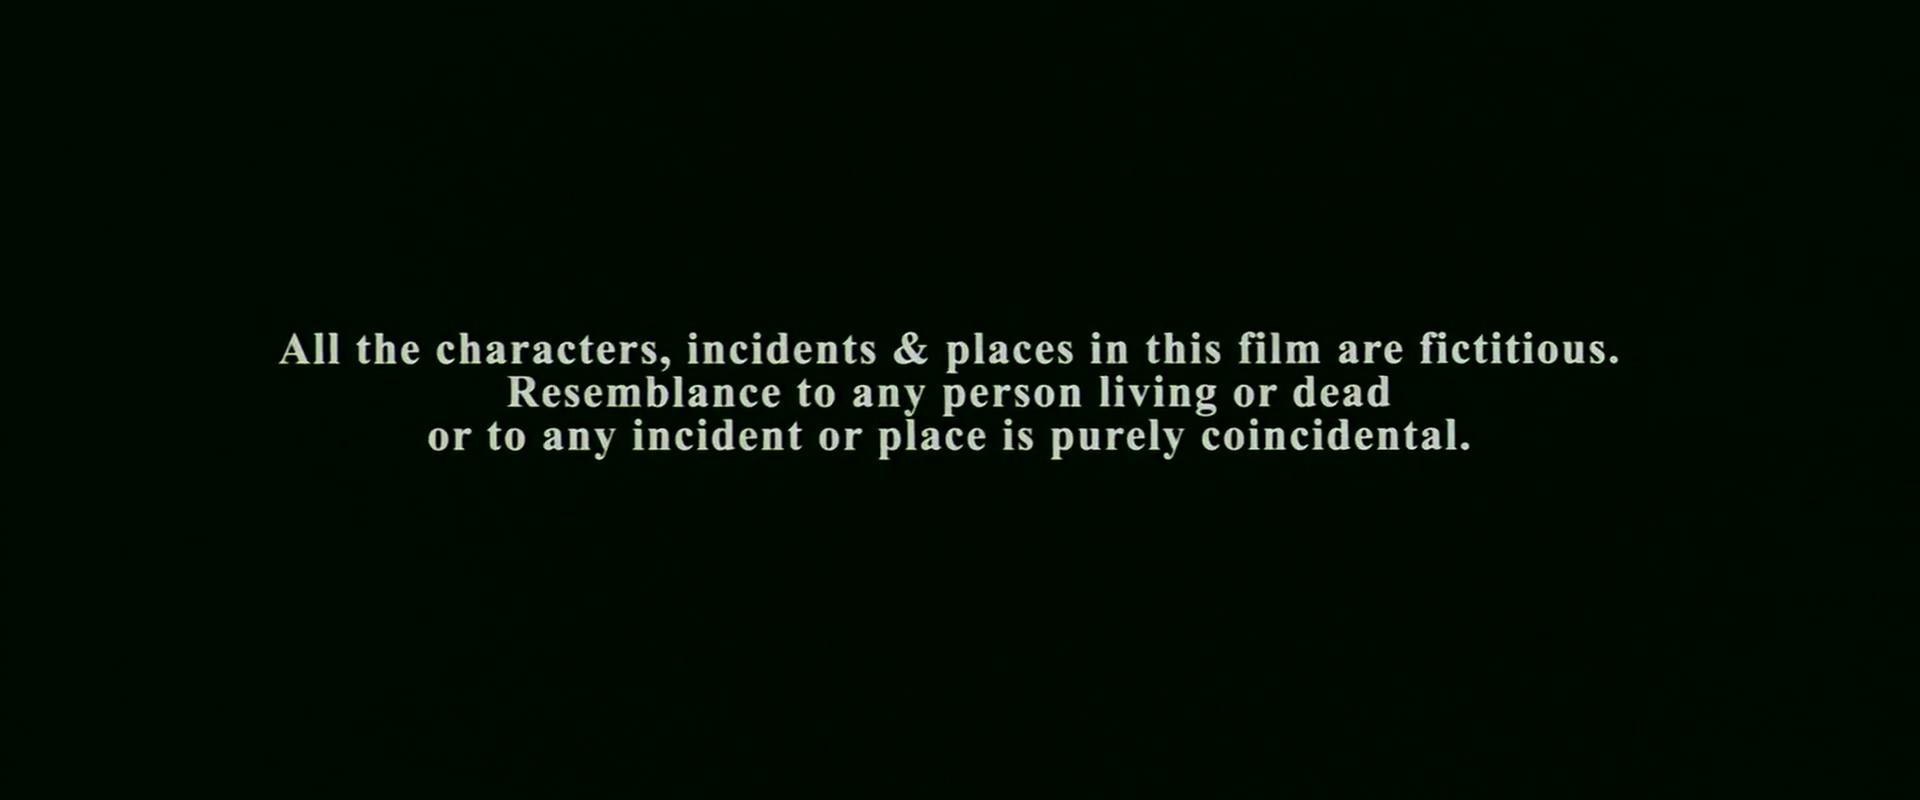 All the characters, incidents & places in this film are fictitious.
Resemblance to any person living or dead
or to any incident or place is purely coincidental.